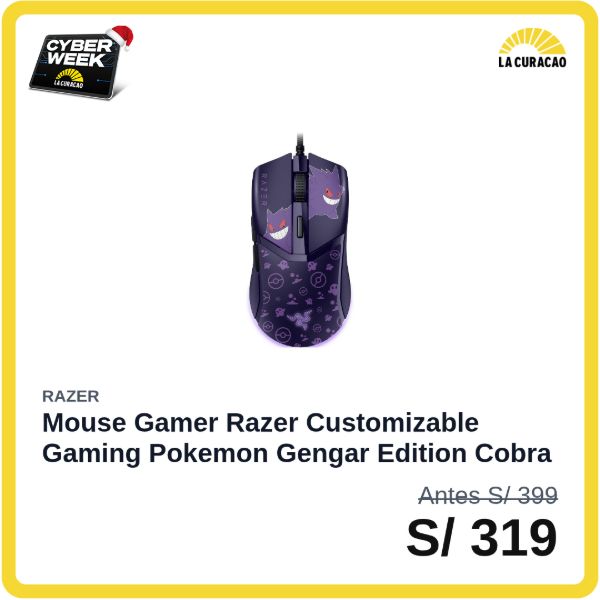 CYBER
WEEK
LA CURACAO
LA CURACAO
RAZER
RAZER
Mouse Gamer Razer Customizable
Gaming Pokemon Gengar Edition Cobra
Antes S/ 399
S/ 319